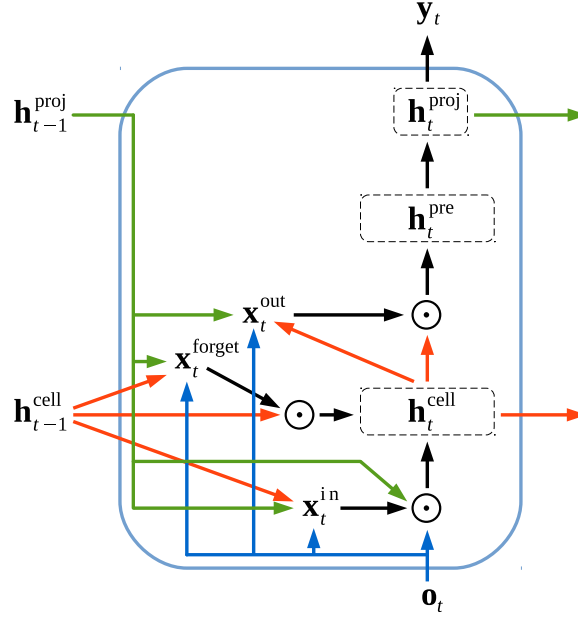 y_t
h_{t−1}^{proj}
h_t^{proj}
h_t^{pre}
x_t^{out}
x_t^{forget}
h_{t−1}^{cell}
h_t^{cell}
x_t^{in}
o_t